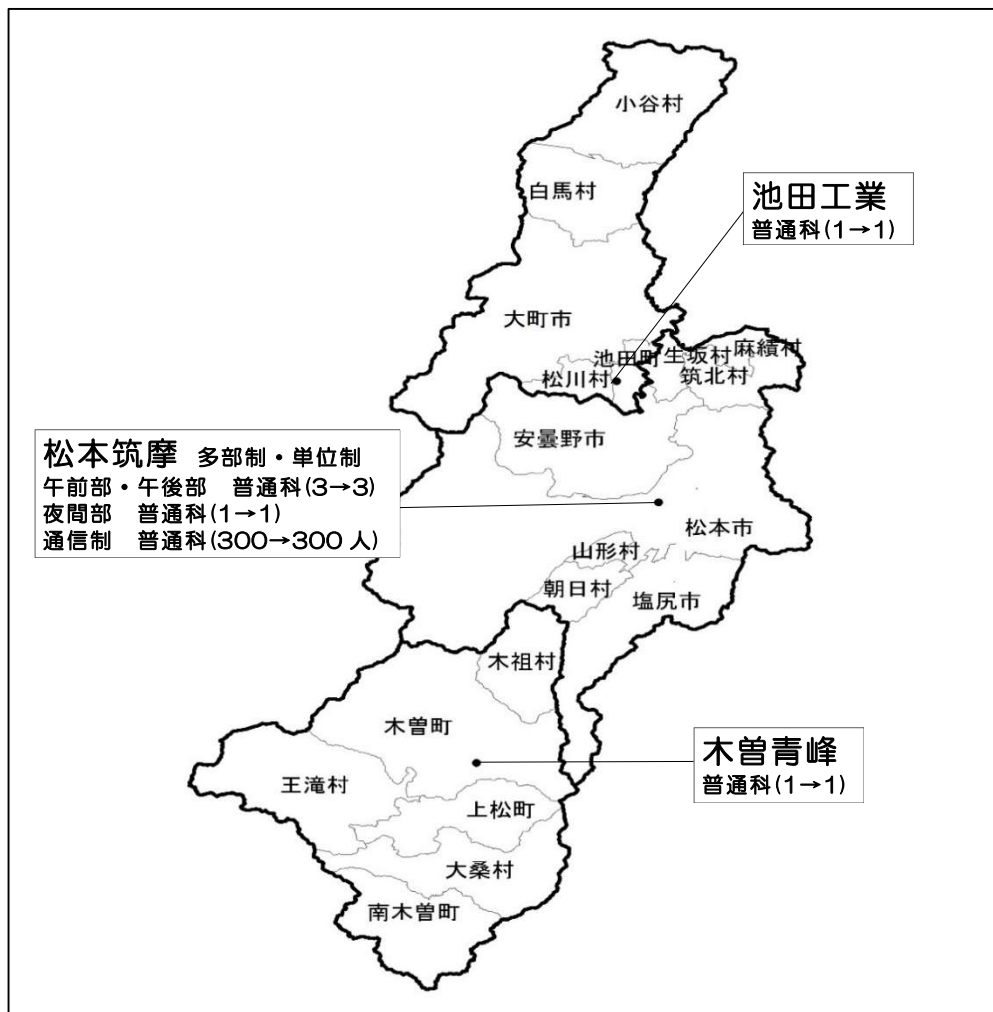 小谷村
白馬村
池田工業
普通科(1→1)
大町市
池田町
生坂村
麻績村
松川村
筑北村
安曇野市
松本筑摩 多部制・単位制
午前部・午後部 普通科(3→3)
夜間部 普通科(1→1)
通信制 普通科(300→300人)
松本市
山形村
朝日村
塩尻市
木祖村
木曽町
木曽青峰
普通科(1→1)
王滝村
上松町
大桑村
南木曽町